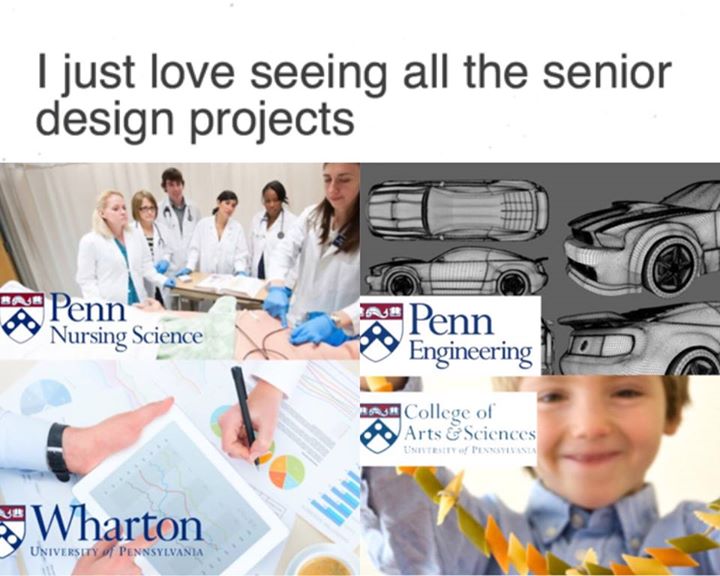 I just love seeing all the senior
design projects
Penn
Nursing Science
Penn
Engineering
College of
Arts & Sciences
UNIVERSITY of PENNSYLVANIA
Wharton
UNIVERSITY of PENNSYLVANIA